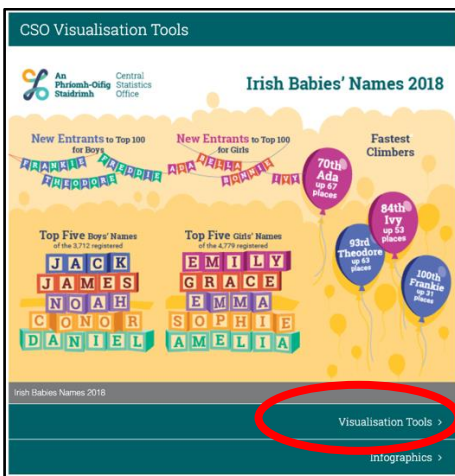 CSO Visualisation Tools
An
Phríomh-Oifig
Staidrimh
Central
Statistics
Office
Irish Babies' Names 2018
New Entrants to Top 100
for Boys
FRANKIE FREDDIE
THEODORE
New Entrants to Top 100
for Girls
ADA
BONNIE IVY
Fastest
Climbers
70th
Ada
up 67
places
84th
Ivy
up 53
places
93rd
Theodore
up 63
places
100th
Frankie
up 31
places
Top Five Boys' Names
of the 3,712 registered
JACK
JAMES
NOAH
CONOR
DANIEL
Top Five Girls' Names
of the 4,779 registered
EMILY
GRACE
EMMA
SOPHIE
AMELIA
Irish Babies Names 2018
Visualisation Tools >
Infographics >